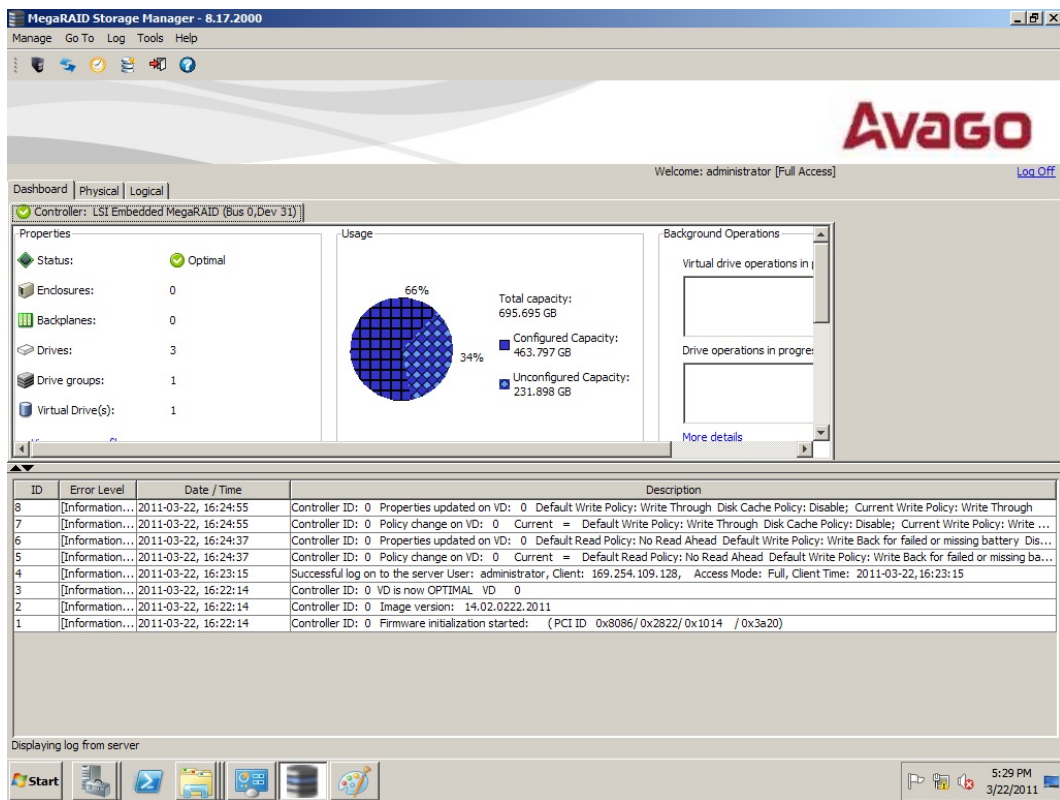 MegaRAID Storage Manager - 8.17.2000
Manage Go To Log Tools Help
AVAGO
Welcome: administrator [Full Access]
Log Off
Dashboard Physical Logical
Controller: LSI Embedded MegaRAID (Bus 0,Dev 31)
Properties
Status: Optimal
Enclosures: 0
Backplanes: 0
Drives: 3
Drive groups: 1
Virtual Drive(s): 1
Usage
66%
34%
Total capacity:
695.695 GB
Configured Capacity:
463.797 GB
Unconfigured Capacity:
231.898 GB
Background Operations
Virtual drive operations in
Drive operations in progre
More details
ID Error Level Date / Time Description
8 [Information... 2011-03-22, 16:24:55 Controller ID: 0 Properties updated on VD: 0 Default Write Policy: Write Through Disk Cache Policy: Disable; Current Write Policy: Write Through
7 [Information... 2011-03-22, 16:24:55 Controller ID: 0 Policy change on VD: 0 Current = Default Write Policy: Write Through Disk Cache Policy: Disable; Current Write Policy: Write ...
6 [Information... 2011-03-22, 16:24:37 Controller ID: 0 Properties updated on VD: 0 Default Read Policy: No Read Ahead Default Write Policy: Write Back for failed or missing battery Dis...
5 [Information... 2011-03-22, 16:24:37 Controller ID: 0 Policy change on VD: 0 Current = Default Read Policy: No Read Ahead Default Write Policy: Write Back for failed or missing ba...
4 [Information... 2011-03-22, 16:23:15 Successful log on to the server User: administrator, Client: 169.254.109.128, Access Mode: Full, Client Time: 2011-03-22,16:23:15
3 [Information... 2011-03-22, 16:22:14 Controller ID: 0 VD is now OPTIMAL VD 0
2 [Information... 2011-03-22, 16:22:14 Controller ID: 0 Image version: 14.02.0222.2011
1 [Information... 2011-03-22, 16:22:14 Controller ID: 0 Firmware initialization started: (PCI ID 0x8086/ 0x2822/ 0x1014 / 0x3a20)
Displaying log from server
Start
5:29 PM
3/22/2011